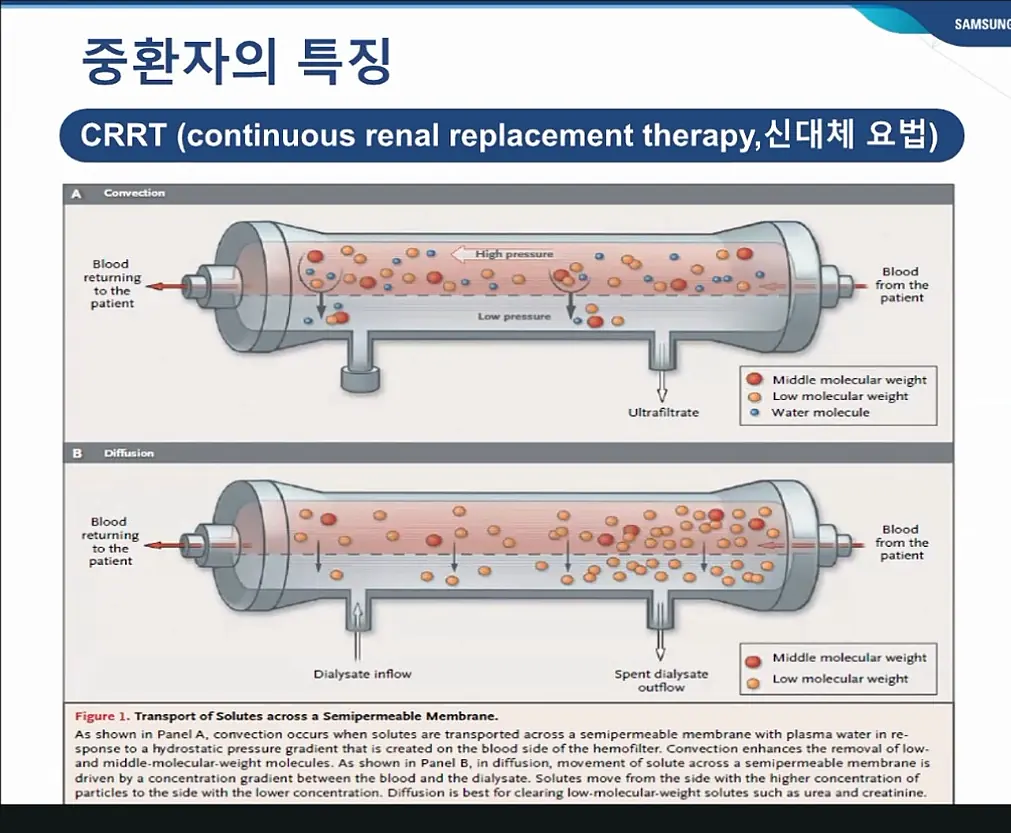 SAMSUNG
중환자의 특징
CRRT (continuous renal replacement therapy,신대체 요법)
A Convection
Blood
returning
to the
patient
High pressure
Low pressure
Blood
from the
patient
Ultrafiltrate
Middle molecular weight
Low molecular weight
Water molecule
B Diffusion
Blood
returning
to the
patient
Blood
from the
patient
Dialysate inflow
Spent dialysate
outflow
Middle molecular weight
Low molecular weight
Figure 1. Transport of Solutes across a Semipermeable Membrane.
As shown in Panel A, convection occurs when solutes are transported across a semipermeable membrane with plasma water in re-
sponse to a hydrostatic pressure gradient that is created on the blood side of the hemofilter. Convection enhances the removal of low-
and middle-molecular-weight molecules. As shown in Panel B, in diffusion, movement of solute across a semipermeable membrane is
driven by a concentration gradient between the blood and the dialysate. Solutes move from the side with the higher concentration of
particles to the side with the lower concentration. Diffusion is best for clearing low-molecular-weight solutes such as urea and creatinine.